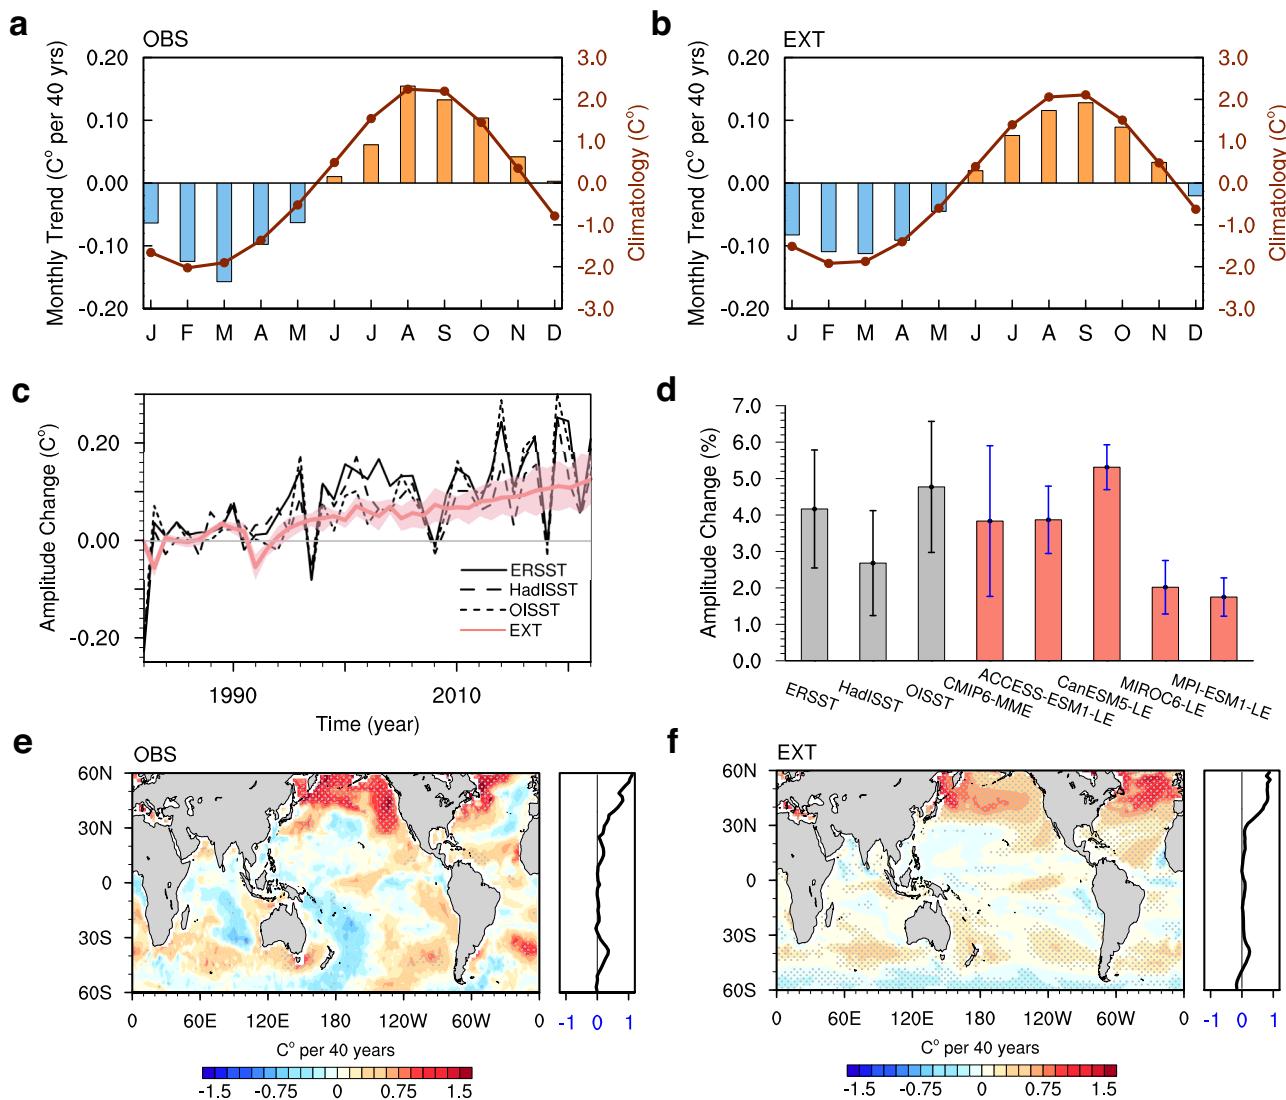 a
OBS
Monthly Trend (C° per 40 yrs)
0.20
0.10
0.00
-0.10
-0.20
3.0
2.0
1.0
0.0
-1.0
-2.0
-3.0
Climatology (C°)
J F M A M J J A S O N D
b
EXT
Monthly Trend (C° per 40 yrs)
0.20
0.10
0.00
-0.10
-0.20
3.0
2.0
1.0
0.0
-1.0
-2.0
-3.0
Climatology (C°)
J F M A M J J A S O N D
c
Amplitude Change (C°)
0.20
0.00
-0.20
ERSST
HadISST
OISST
EXT
1990 2010
Time (year)
d
Amplitude Change (%)
7.0
6.0
5.0
4.0
3.0
2.0
1.0
0.0
ERSST
HadISST
OISST
CMIP6-MME
ACCESS-ESM1-LE
CanESM5-LE
MIROC6-LE
MPI-ESM1-LE
e
OBS
60N
30N
0
30S
60S
0 60E 120E 180 120W 60W 0
-1 0 1
C° per 40 years
-1.5 -0.75 0 0.75 1.5
f
EXT
60N
30N
0
30S
60S
0 60E 120E 180 120W 60W 0
-1 0 1
C° per 40 years
-1.5 -0.75 0 0.75 1.5